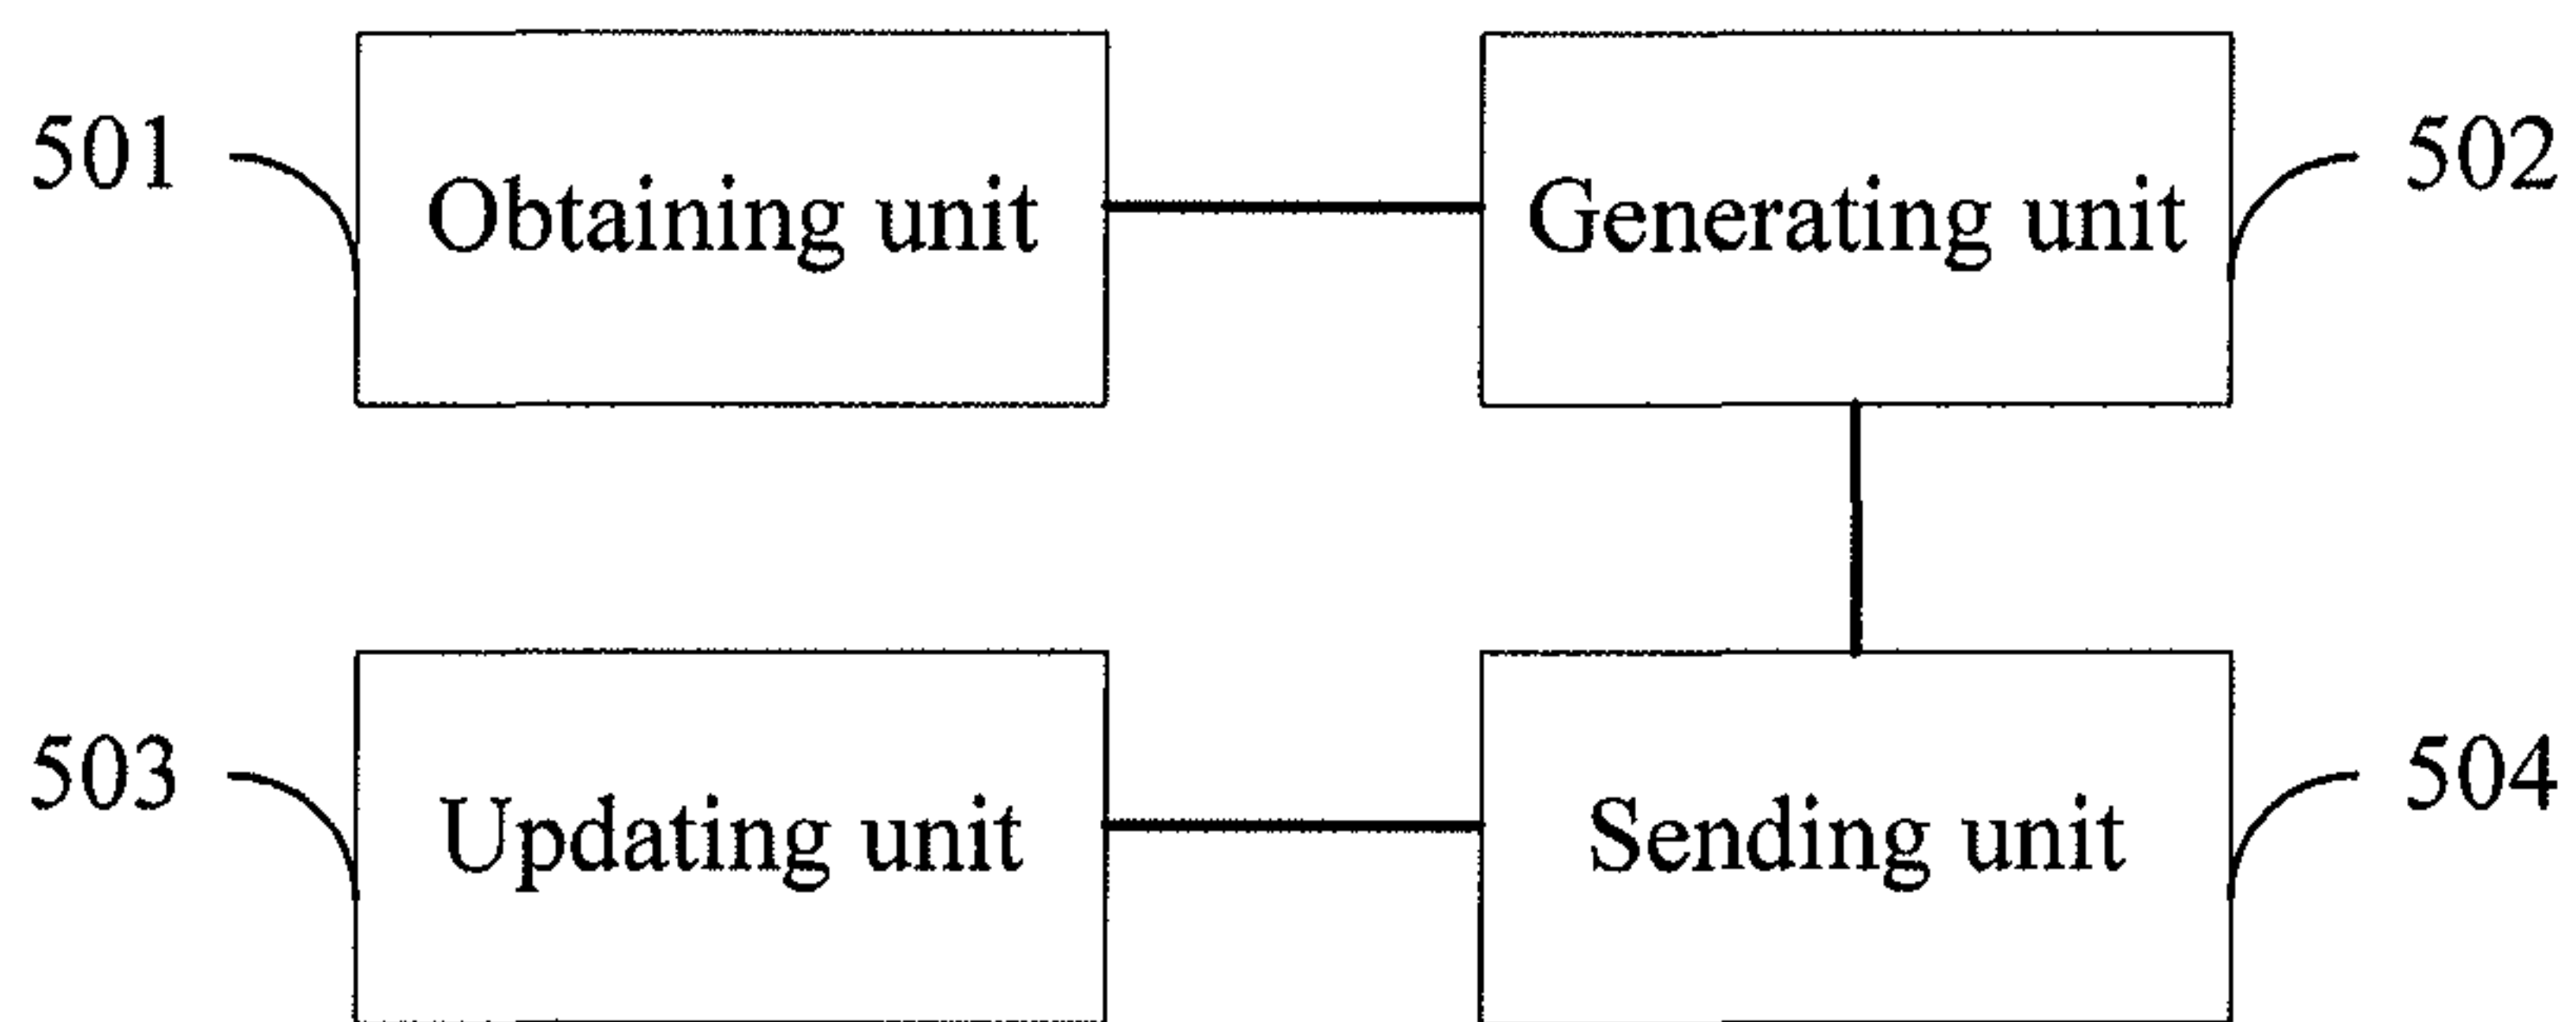 501
Obtaining unit
Generating unit
502
503
Updating unit
Sending unit
504